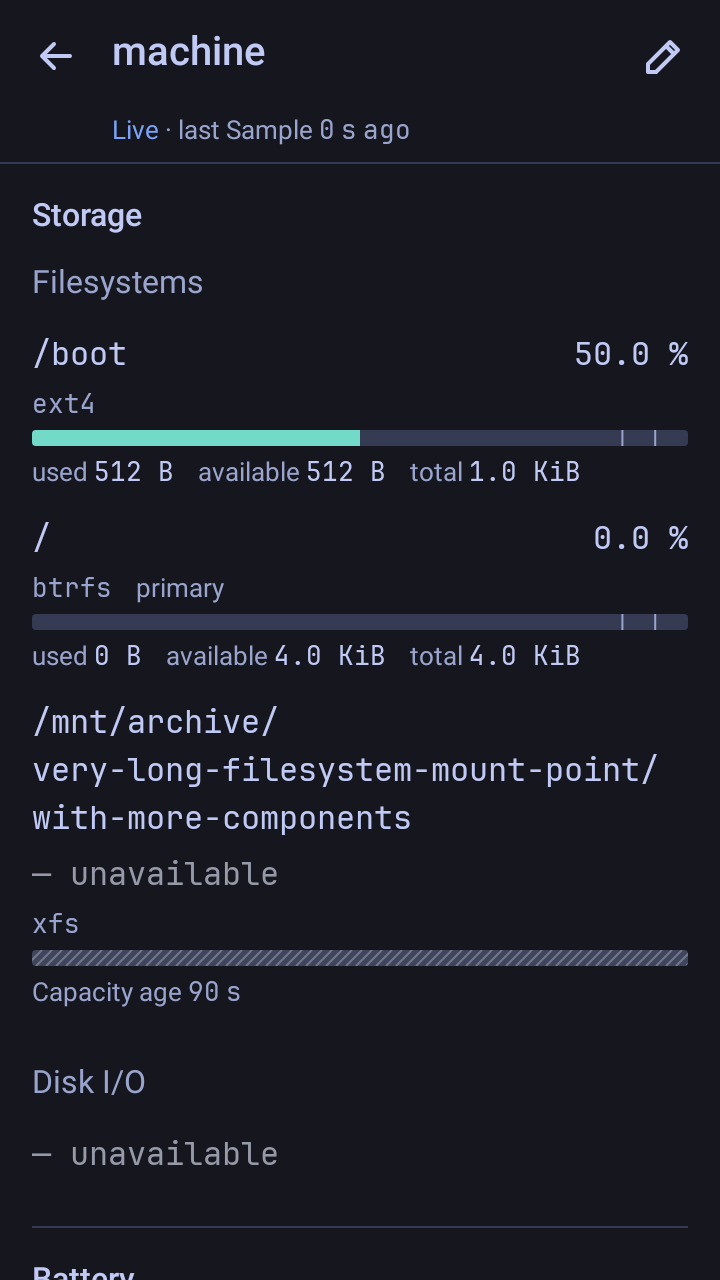 machine
Live · last Sample 0 s ago
Storage
Filesystems
/boot 50.0 %
ext4
used 512 B available 512 B total 1.0 KiB
/ 0.0 %
btrfs primary
used 0 B available 4.0 KiB total 4.0 KiB
/mnt/archive/
very-long-filesystem-mount-point/
with-more-components
— unavailable
xfs
Capacity age 90 s
Disk I/O
— unavailable
Battery